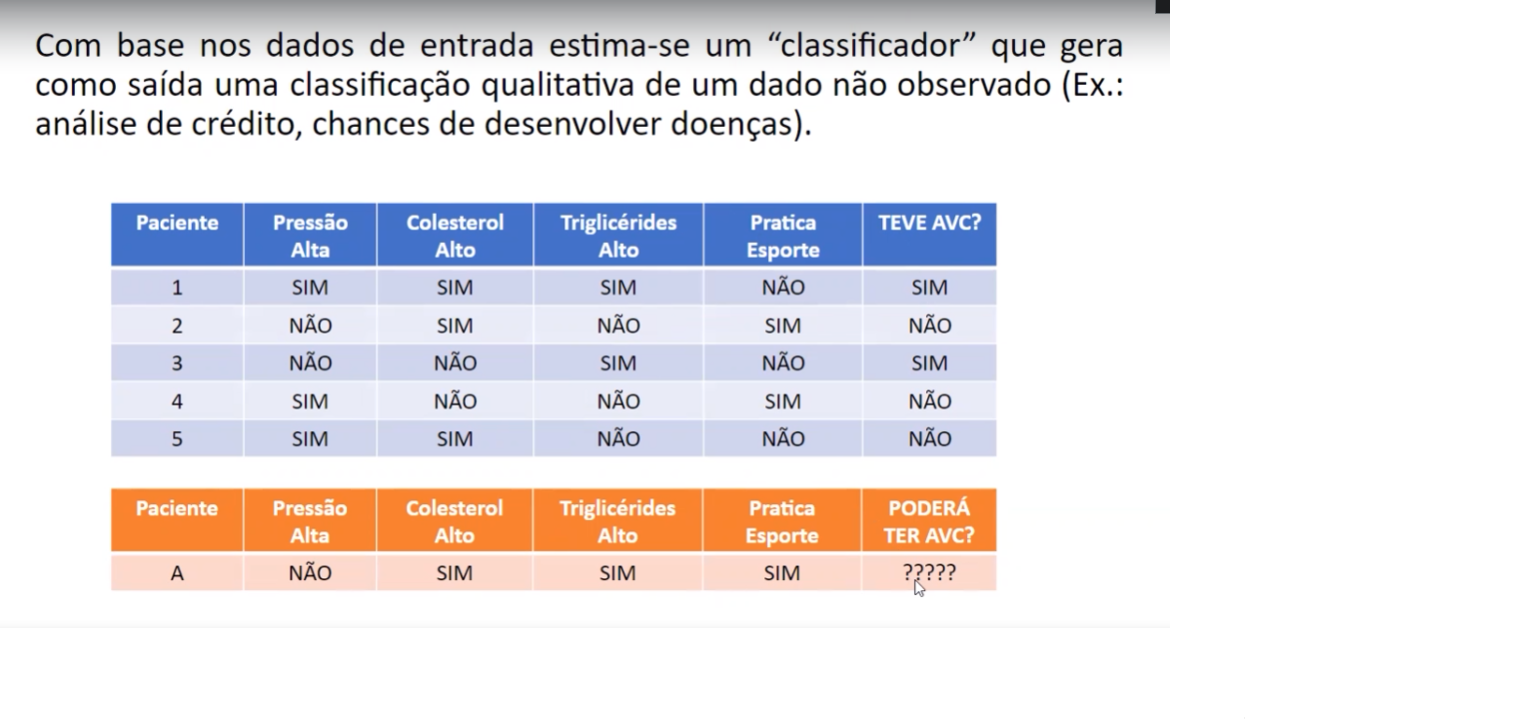 Com base nos dados de entrada estima-se um “classificador” que gera
como saída uma classificação qualitativa de um dado não observado (Ex.:
análise de crédito, chances de desenvolver doenças).
Paciente Pressão Alta Colesterol Alto Triglicérides Alto Pratica Esporte TEVE AVC?
1 SIM SIM SIM NÃO SIM
2 NÃO SIM NÃO SIM NÃO
3 NÃO NÃO SIM NÃO SIM
4 SIM NÃO NÃO SIM NÃO
5 SIM SIM NÃO NÃO NÃO
Paciente Pressão Alta Colesterol Alto Triglicérides Alto Pratica Esporte PODERÁ TER AVC?
A NÃO SIM SIM SIM ?????